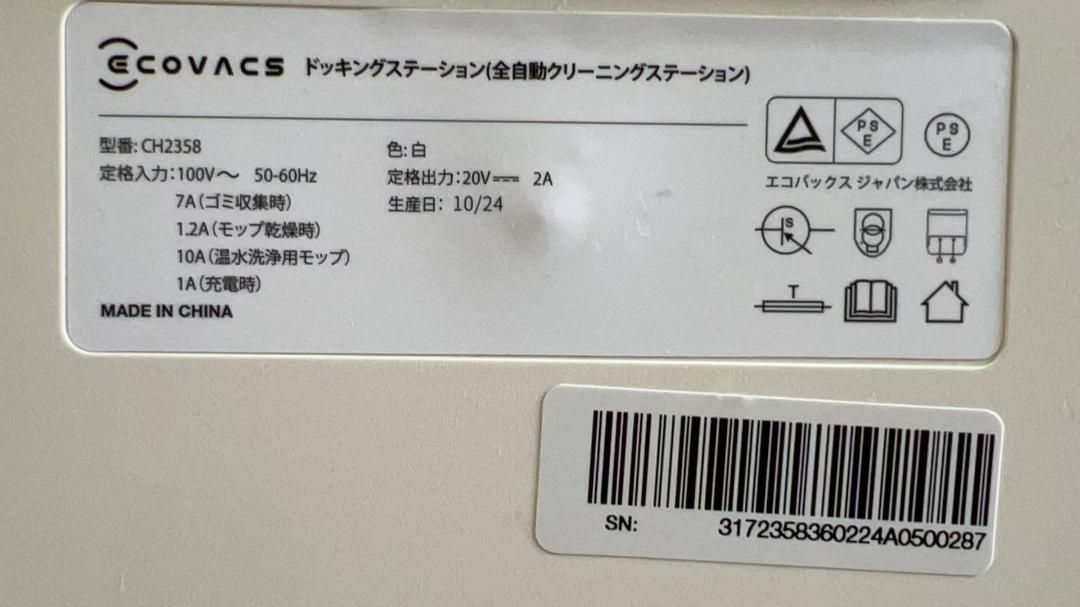 ECOVACS ドッキングステーション(全自動クリーニングステーション)
型番: CH2358
定格入力:100V～ 50-60Hz
7A(ゴミ収集時)
1.2A(モップ乾燥時)
10A(温水洗浄用モップ)
1A(充電時)
MADE IN CHINA
色:白
定格出力:20V⎓ 2A
生産日: 10/24
PS
E
PS
E
エコバックス ジャパン株式会社
S
T
SN: 3172358360224A0500287